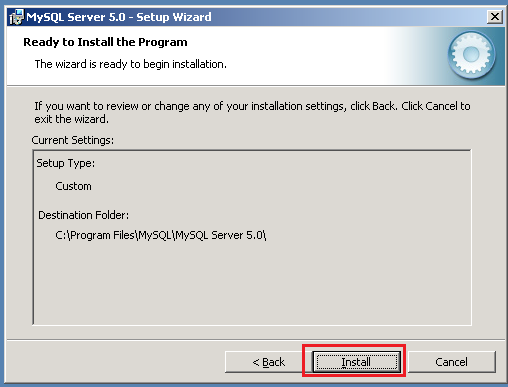 MySQL Server 5.0 - Setup Wizard
Ready to Install the Program
The wizard is ready to begin installation.
If you want to review or change any of your installation settings, click Back. Click Cancel to
exit the wizard.
Current Settings:
Setup Type:
Custom
Destination Folder:
C:\Program Files\MySQL\MySQL Server 5.0\
< Back Install Cancel